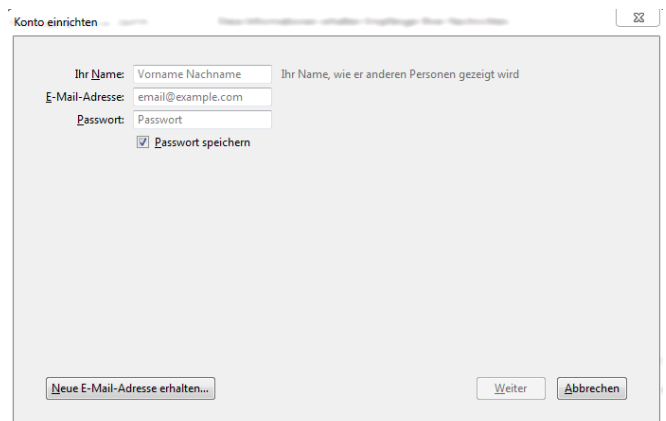 Konto einrichten
Ihr Name: Vorname Nachname Ihr Name, wie er anderen Personen gezeigt wird
E-Mail-Adresse: email@example.com
Passwort: Passwort
Passwort speichern
Neue E-Mail-Adresse erhalten... Weiter Abbrechen